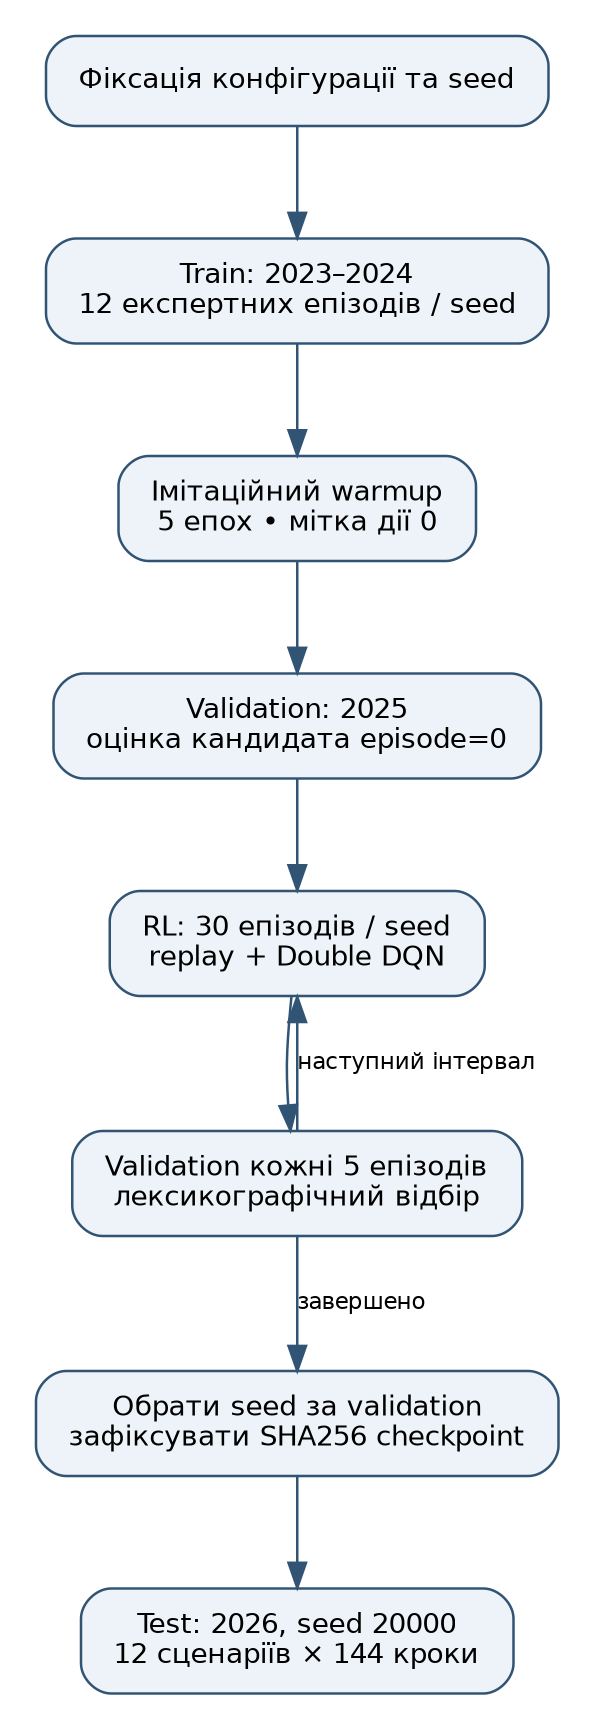 Фіксація конфігурації та seed
Train: 2023–2024
12 експертних епізодів / seed
Імітаційний warmup
5 епох • мітка дії 0
Validation: 2025
оцінка кандидата episode=0
RL: 30 епізодів / seed
replay + Double DQN
наступний інтервал
Validation кожні 5 епізодів
лексикографічний відбір
завершено
Обрати seed за validation
зафіксувати SHA256 checkpoint
Test: 2026, seed 20000
12 сценаріїв × 144 кроки